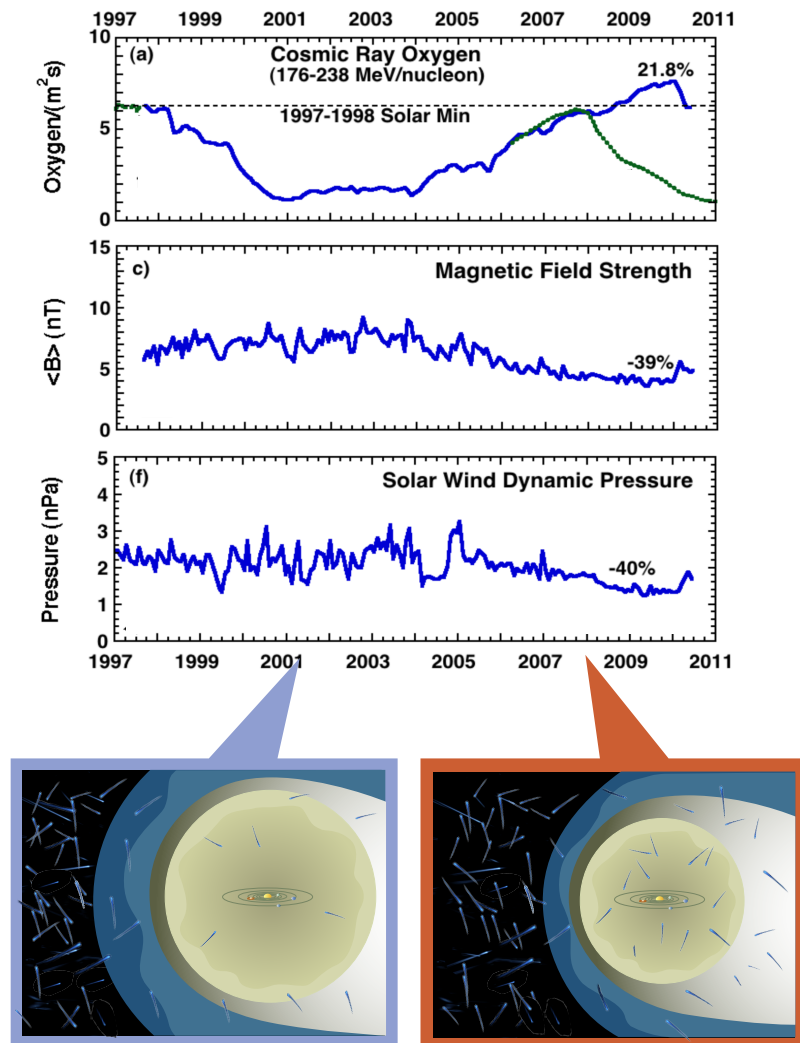 1997 1999 2001 2003 2005 2007 2009 2011
10
(a)
Cosmic Ray Oxygen
(176-238 MeV/nucleon)
21.8%
1997-1998 Solar Min
5
0
Oxygen/(m²s)
15
c)
Magnetic Field Strength
10
-39%
5
0
<B> (nT)
5
(f)
Solar Wind Dynamic Pressure
4
3
2
-40%
1
0
Pressure (nPa)
1997 1999 2001 2003 2005 2007 2009 2011